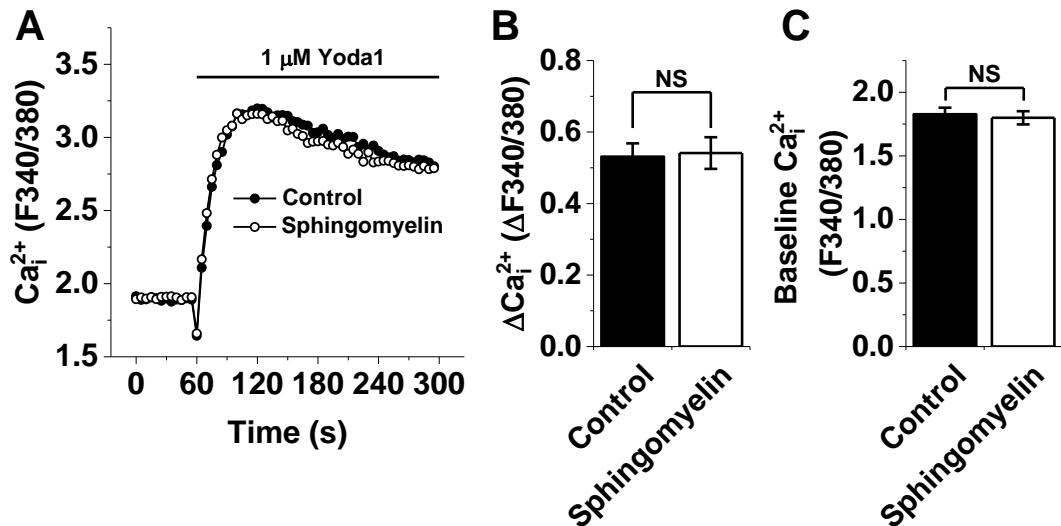 A
1 μM Yoda1
3.5
3.0
2.5
2.0
1.5
Ca²⁺ᵢ (F340/380)
Control
Sphingomyelin
0 60 120 180 240 300
Time (s)
B
NS
0.8
0.6
0.4
0.2
0.0
ΔCa²⁺ᵢ (ΔF340/380)
Control
Sphingomyelin
C
NS
2.0
1.5
1.0
0.5
0.0
Baseline Ca²⁺ᵢ
(F340/380)
Control
Sphingomyelin